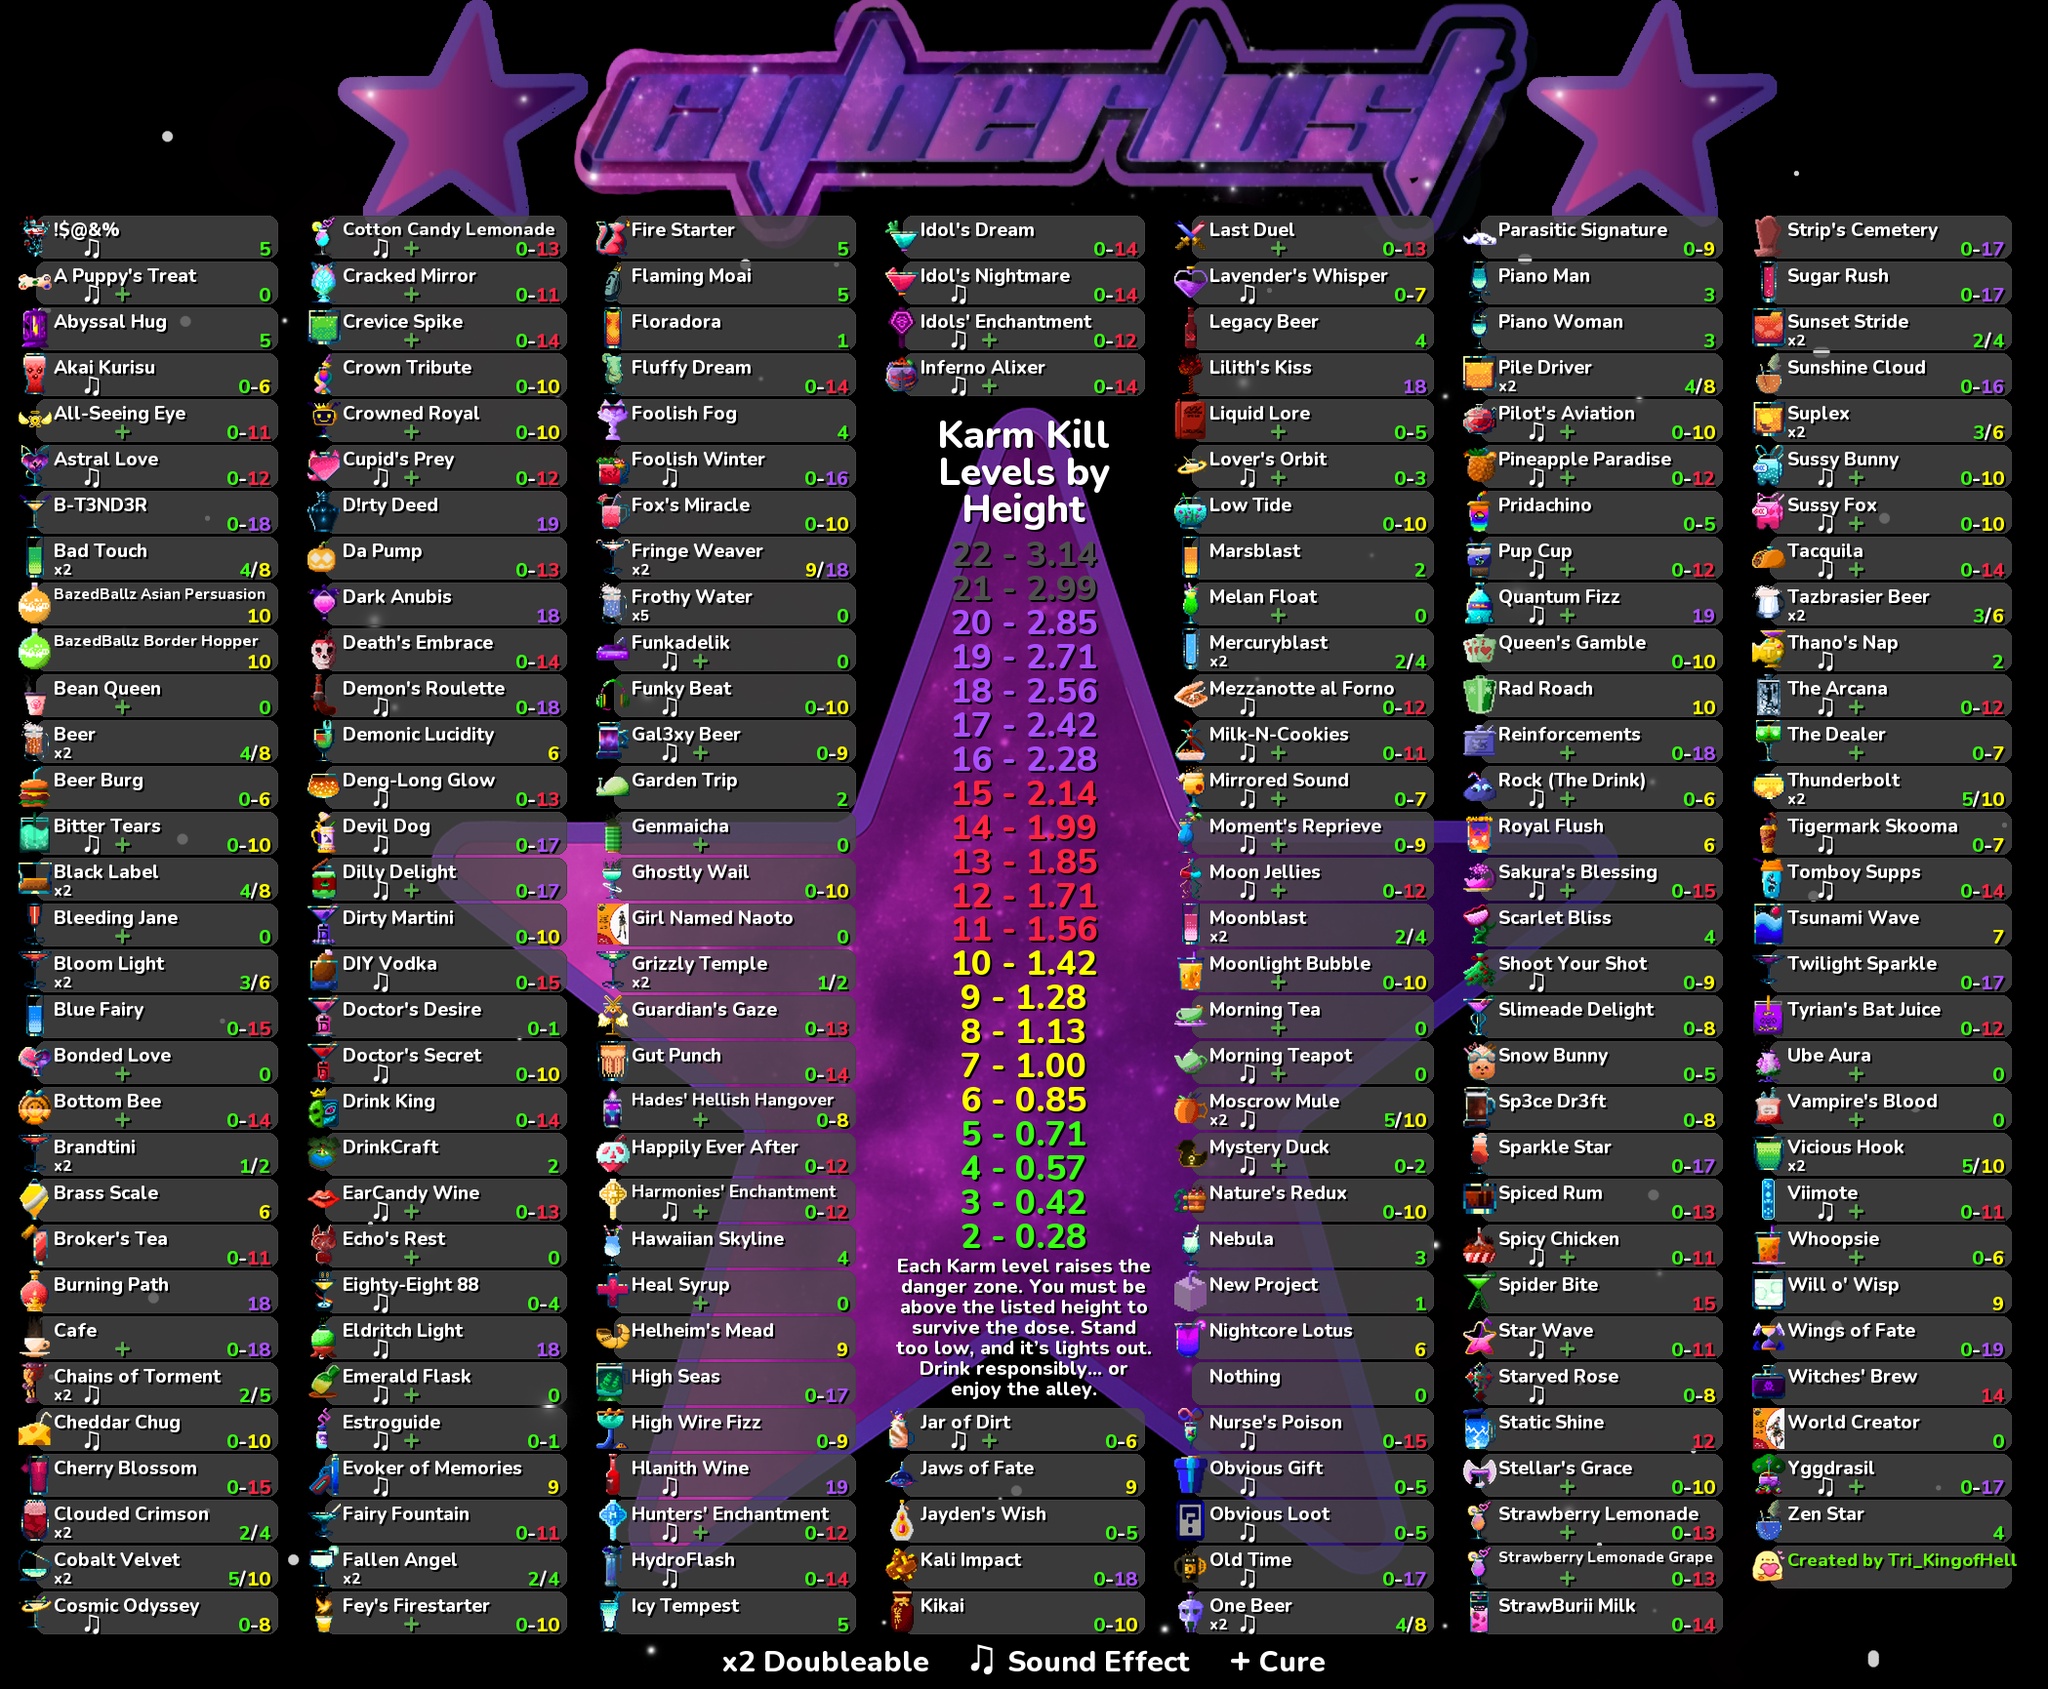 cyberlust
!$@&%
♫
5
A Puppy's Treat
♫ +
0
Abyssal Hug
5
Akai Kurisu
♫
0-6
All-Seeing Eye
+
0-11
Astral Love
♫
0-12
B-T3ND3R
0-18
Bad Touch
x2
4/8
BazedBallz Asian Persuasion
10
BazedBallz Border Hopper
10
Bean Queen
+
0
Beer
x2
4/8
Beer Burg
0-6
Bitter Tears
♫ +
0-10
Black Label
x2
4/8
Bleeding Jane
+
0
Bloom Light
x2
3/6
Blue Fairy
0-15
Bonded Love
+
0
Bottom Bee
+
0-14
Brandtini
x2
1/2
Brass Scale
6
Broker's Tea
0-11
Burning Path
18
Cafe
+
0-18
Chains of Torment
x2 ♫
2/5
Cheddar Chug
♫
0-10
Cherry Blossom
0-15
Clouded Crimson
x2
2/4
Cobalt Velvet
x2
5/10
Cosmic Odyssey
♫
0-8
Cotton Candy Lemonade
♫ +
0-13
Cracked Mirror
+
0-11
Crevice Spike
+
0-14
Crown Tribute
0-10
Crowned Royal
+
0-10
Cupid's Prey
♫ +
0-12
D!rty Deed
19
Da Pump
0-13
Dark Anubis
18
Death's Embrace
0-14
Demon's Roulette
♫
0-18
Demonic Lucidity
6
Deng-Long Glow
♫
0-13
Devil Dog
♫
0-17
Dilly Delight
♫ +
0-17
Dirty Martini
0-10
DIY Vodka
♫
0-15
Doctor's Desire
0-1
Doctor's Secret
♫
0-10
Drink King
0-14
DrinkCraft
2
EarCandy Wine
♫ +
0-13
Echo's Rest
+
0
Eighty-Eight 88
♫
0-4
Eldritch Light
♫
18
Emerald Flask
♫ +
0
Estroguide
♫ +
0-1
Evoker of Memories
♫
9
Fairy Fountain
0-11
Fallen Angel
x2
2/4
Fey's Firestarter
+
0-10
Fire Starter
5
Flaming Moai
5
Floradora
1
Fluffy Dream
0-14
Foolish Fog
4
Foolish Winter
♫
0-16
Fox's Miracle
0-10
Fringe Weaver
x2
9/18
Frothy Water
x5
0
Funkadelik
♫ +
0
Funky Beat
♫
0-10
Gal3xy Beer
♫ +
0-9
Garden Trip
2
Genmaicha
+
0
Ghostly Wail
0-10
Girl Named Naoto
0
Grizzly Temple
x2
1/2
Guardian's Gaze
0-13
Gut Punch
0-14
Hades' Hellish Hangover
+
0-8
Happily Ever After
0-12
Harmonies' Enchantment
♫ +
0-12
Hawaiian Skyline
4
Heal Syrup
+
0
Helheim's Mead
9
High Seas
0-17
High Wire Fizz
0-9
Hlanith Wine
♫
19
Hunters' Enchantment
♫ +
0-12
HydroFlash
♫
0-14
Icy Tempest
5
Idol's Dream
0-14
Idol's Nightmare
♫
0-14
Idols' Enchantment
♫ +
0-12
Inferno Alixer
♫ +
0-14
Karm Kill
Levels by
Height
22 - 3.14
21 - 2.99
20 - 2.85
19 - 2.71
18 - 2.56
17 - 2.42
16 - 2.28
15 - 2.14
14 - 1.99
13 - 1.85
12 - 1.71
11 - 1.56
10 - 1.42
9 - 1.28
8 - 1.13
7 - 1.00
6 - 0.85
5 - 0.71
4 - 0.57
3 - 0.42
2 - 0.28
Each Karm level raises the
danger zone. You must be
above the listed height to
survive the dose. Stand
too low, and it's lights out.
Drink responsibly... or
enjoy the alley.
Jar of Dirt
♫ +
0-6
Jaws of Fate
9
Jayden's Wish
0-5
Kali Impact
0-18
Kikai
0-10
Last Duel
+
0-13
Lavender's Whisper
♫
0-7
Legacy Beer
4
Lilith's Kiss
18
Liquid Lore
+
0-5
Lover's Orbit
♫ +
0-3
Low Tide
0-10
Marsblast
2
Melan Float
+
0
Mercuryblast
x2
2/4
Mezzanotte al Forno
♫
0-12
Milk-N-Cookies
♫ +
0-11
Mirrored Sound
♫ +
0-7
Moment's Reprieve
♫ +
0-9
Moon Jellies
♫ +
0-12
Moonblast
x2
2/4
Moonlight Bubble
+
0-10
Morning Tea
+
0
Morning Teapot
♫ +
0
Moscrow Mule
x2 ♫
5/10
Mystery Duck
♫ +
0-2
Nature's Redux
0-10
Nebula
3
New Project
1
Nightcore Lotus
6
Nothing
0
Nurse's Poison
♫
0-15
Obvious Gift
♫
0-5
Obvious Loot
♫
0-5
Old Time
♫
0-17
One Beer
x2 ♫
4/8
Parasitic Signature
0-9
Piano Man
3
Piano Woman
3
Pile Driver
x2
4/8
Pilot's Aviation
♫ +
0-10
Pineapple Paradise
♫ +
0-12
Pridachino
0-5
Pup Cup
♫ +
0-12
Quantum Fizz
♫ +
19
Queen's Gamble
0-10
Rad Roach
10
Reinforcements
+
0-18
Rock (The Drink)
♫ +
0-6
Royal Flush
6
Sakura's Blessing
♫ +
0-15
Scarlet Bliss
4
Shoot Your Shot
♫
0-9
Slimeade Delight
0-8
Snow Bunny
0-5
Sp3ce Dr3ft
0-8
Sparkle Star
0-17
Spiced Rum
0-13
Spicy Chicken
♫ +
0-11
Spider Bite
15
Star Wave
♫ +
0-11
Starved Rose
♫
0-8
Static Shine
12
Stellar's Grace
+
0-10
Strawberry Lemonade
+
0-13
Strawberry Lemonade Grape
+
0-13
StrawBurii Milk
0-14
Strip's Cemetery
0-17
Sugar Rush
0-17
Sunset Stride
x2
2/4
Sunshine Cloud
0-16
Suplex
x2
3/6
Sussy Bunny
♫ +
0-10
Sussy Fox
♫ +
0-10
Tacquila
♫ +
0-14
Tazbrasier Beer
x2
3/6
Thano's Nap
♫
2
The Arcana
♫ +
0-12
The Dealer
+
0-7
Thunderbolt
x2
5/10
Tigermark Skooma
♫
0-7
Tomboy Supps
♫
0-14
Tsunami Wave
7
Twilight Sparkle
0-17
Tyrian's Bat Juice
0-12
Ube Aura
+
0
Vampire's Blood
+
0
Vicious Hook
x2
5/10
Viimote
♫ +
0-11
Whoopsie
+
0-6
Will o' Wisp
9
Wings of Fate
0-19
Witches' Brew
14
World Creator
0
Yggdrasil
♫ +
0-17
Zen Star
4
Created by Tri_KingofHell
x2 Doubleable ♫ Sound Effect + Cure